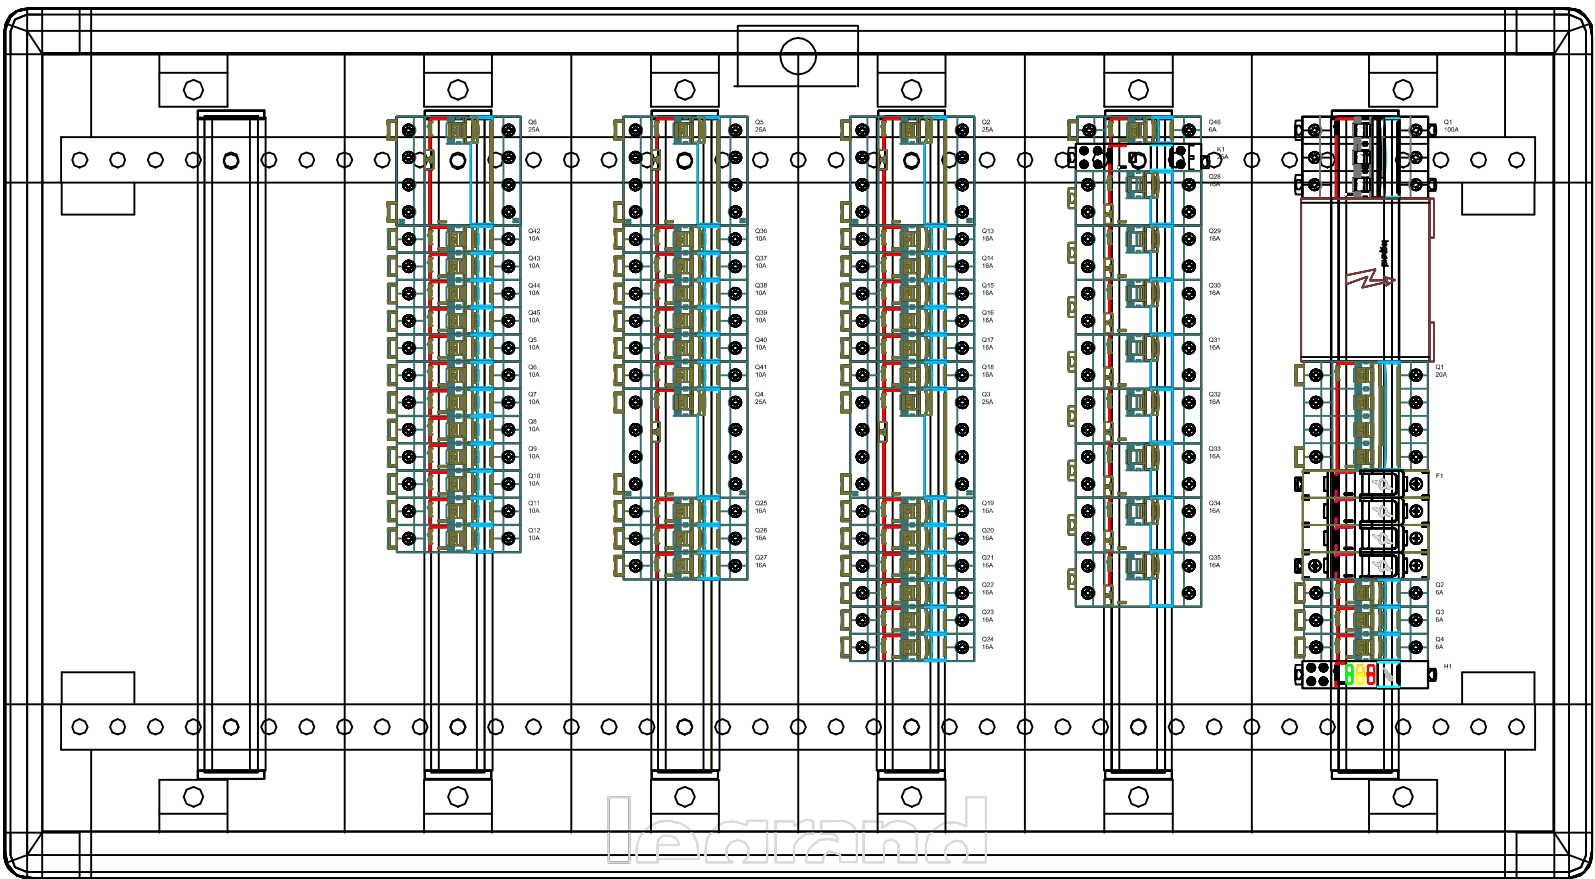 Q6
25A
Q42
10A
Q43
10A
Q44
10A
Q45
10A
Q5
10A
Q6
10A
Q7
10A
Q8
10A
Q9
10A
Q10
10A
Q11
10A
Q12
10A
Q5
25A
Q36
10A
Q37
10A
Q38
10A
Q39
10A
Q40
10A
Q41
10A
Q4
25A
Q25
16A
Q26
16A
Q27
16A
Q2
25A
Q13
16A
Q14
16A
Q15
16A
Q16
16A
Q17
16A
Q18
16A
Q3
25A
Q19
16A
Q20
16A
Q21
16A
Q22
16A
Q23
16A
Q24
16A
Q46
6A
K1
25A
Q28
16A
Q29
16A
Q30
16A
Q31
16A
Q32
16A
Q33
16A
Q34
16A
Q35
16A
Q1
100A
legrand
Q1
20A
F1
Q2
6A
Q3
6A
Q4
6A
H1
legrand